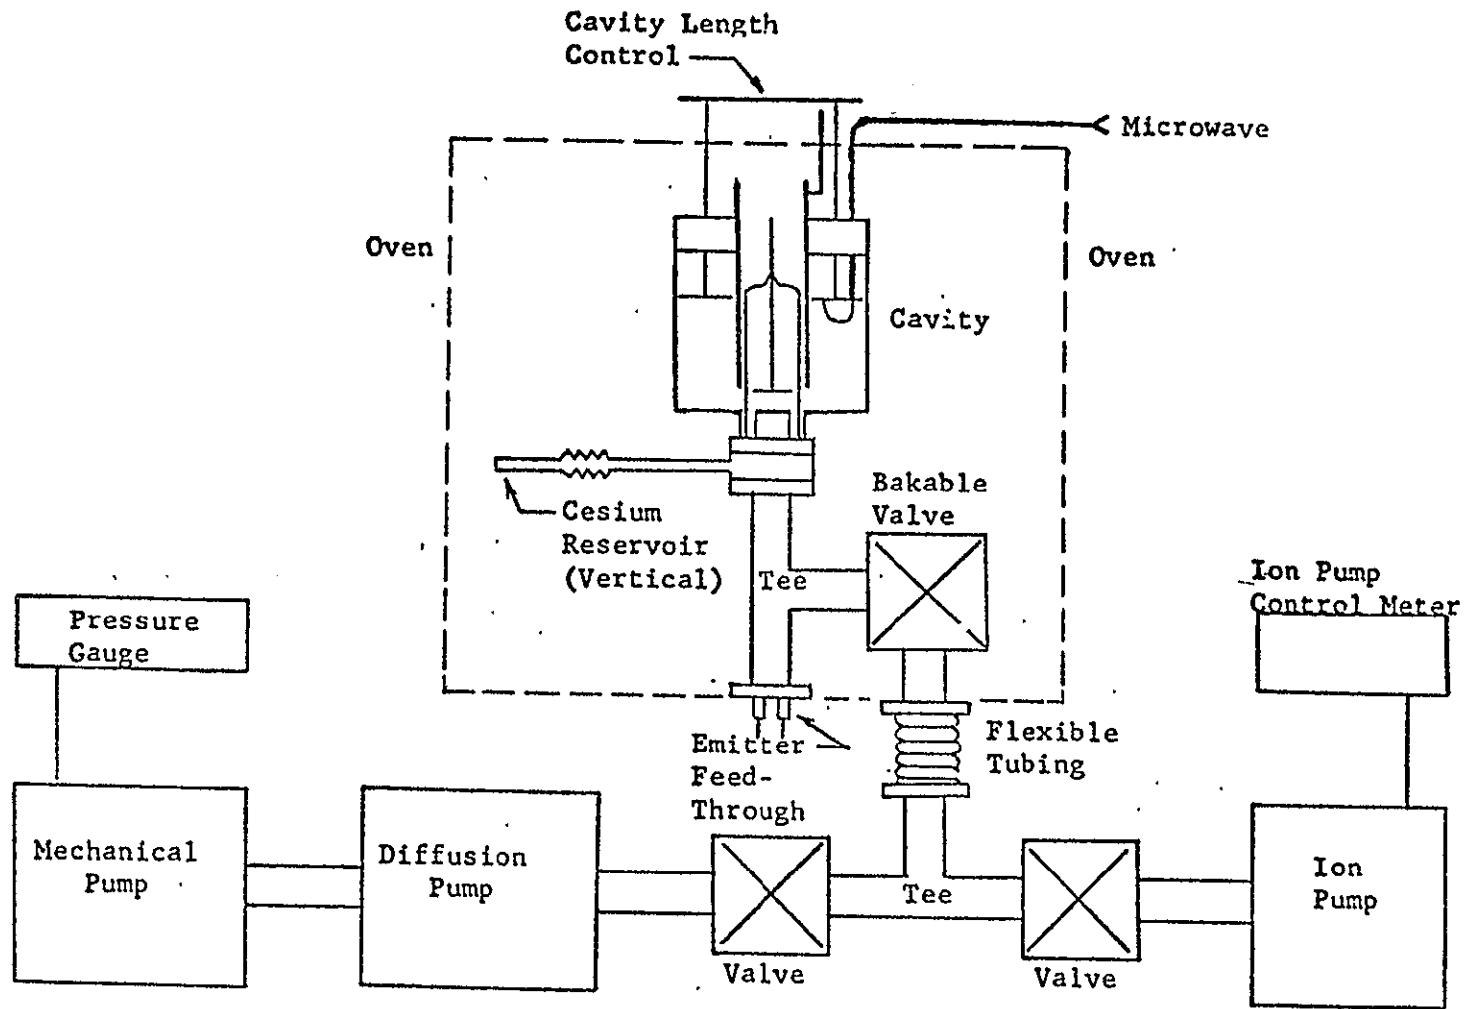 Cavity Length
Control
Microwave
Oven
Oven
Cavity
Cesium
Reservoir
(Vertical)
Bakable
Valve
Tee
Ion Pump
Control Meter
Pressure
Gauge
Emitter
Feed-
Through
Flexible
Tubing
Mechanical
Pump
Diffusion
Pump
Valve
Tee
Valve
Ion
Pump